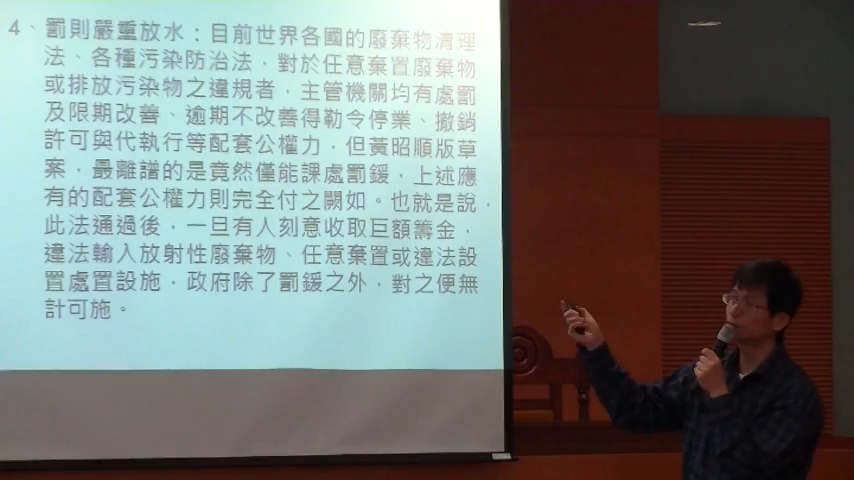 4、罰則嚴重放水：目前世界各國的廢棄物清理
法、各種污染防治法，對於任意棄置廢棄物
或排放污染物之違規者，主管機關均有處罰
及限期改善、逾期不改善得勒令停業、撤銷
許可與代執行等配套公權力，但黃昭順版草
案，最離譜的是竟然僅能課處罰鍰，上述應
有的配套公權力則完全付之闕如。也就是說，
此法通過後，一旦有人刻意收取巨額籌金，
違法輸入放射性廢棄物、任意棄置或違法設
置處置設施，政府除了罰鍰之外，對之便無
計可施。